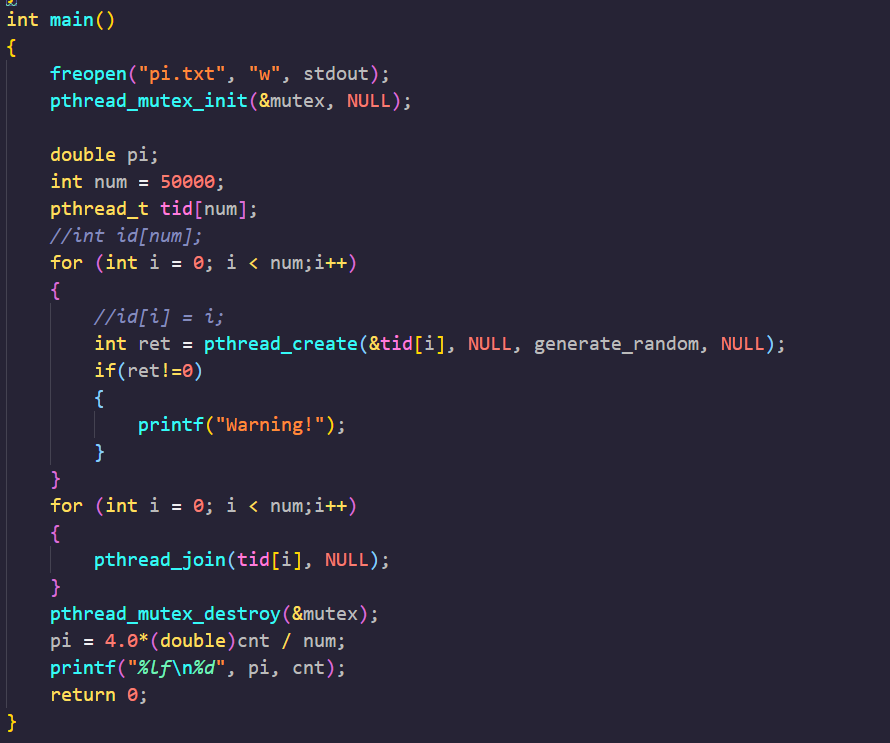 int main()
{
    freopen("pi.txt", "w", stdout);
    pthread_mutex_init(&mutex, NULL);

    double pi;
    int num = 50000;
    pthread_t tid[num];
    //int id[num];
    for (int i = 0; i < num;i++)
    {
        //id[i] = i;
        int ret = pthread_create(&tid[i], NULL, generate_random, NULL);
        if(ret!=0)
        {
            printf("Warning!");
        }
    }
    for (int i = 0; i < num;i++)
    {
        pthread_join(tid[i], NULL);
    }
    pthread_mutex_destroy(&mutex);
    pi = 4.0*(double)cnt / num;
    printf("%lf\n%d", pi, cnt);
    return 0;
}